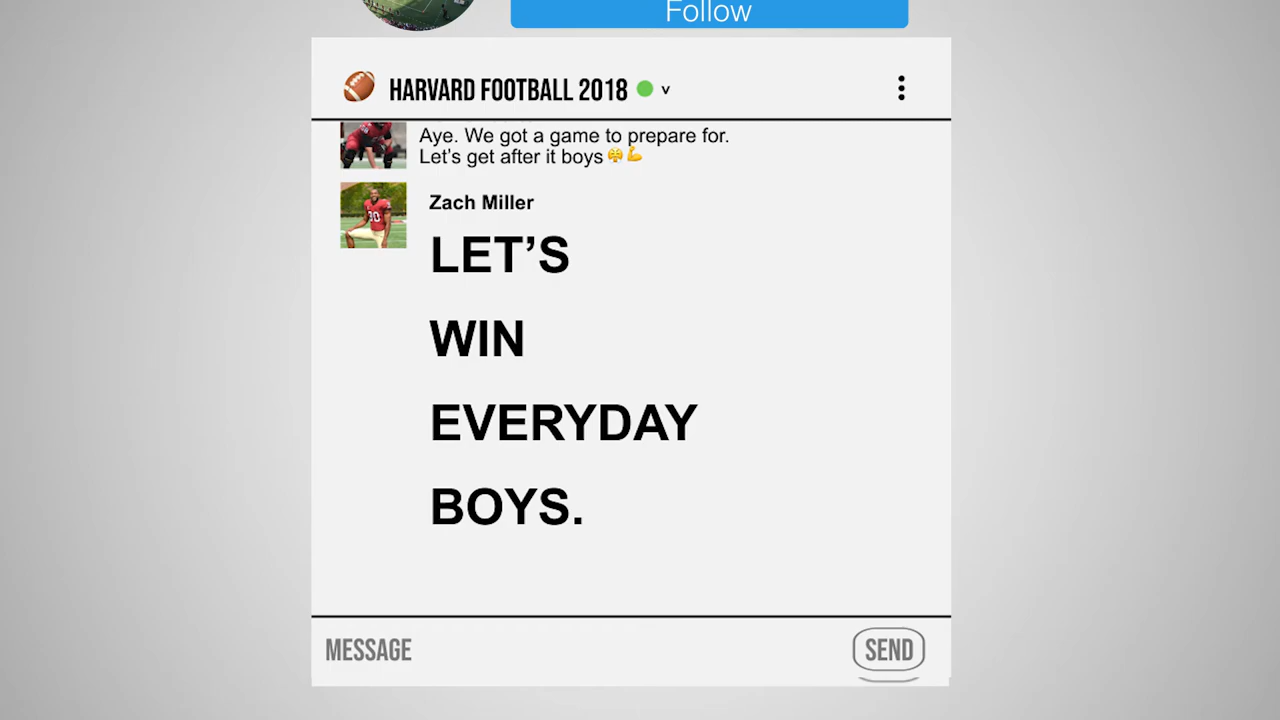 Follow
HARVARD FOOTBALL 2018 v
Aye. We got a game to prepare for.
Let's get after it boys😤💪
Zach Miller
LET'S
WIN
EVERYDAY
BOYS.
MESSAGE SEND